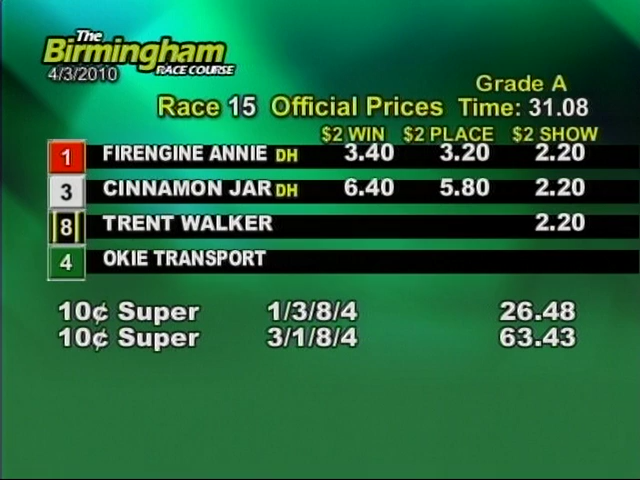 The
Birmingham
RACE COURSE
4/3/2010
Grade A
Race 15 Official Prices Time: 31.08
$2 WIN $2 PLACE $2 SHOW
1 FIRENGINE ANNIE DH 3.40 3.20 2.20
3 CINNAMON JAR DH 6.40 5.80 2.20
8 TRENT WALKER 2.20
4 OKIE TRANSPORT
10¢ Super 1/3/8/4 26.48
10¢ Super 3/1/8/4 63.43